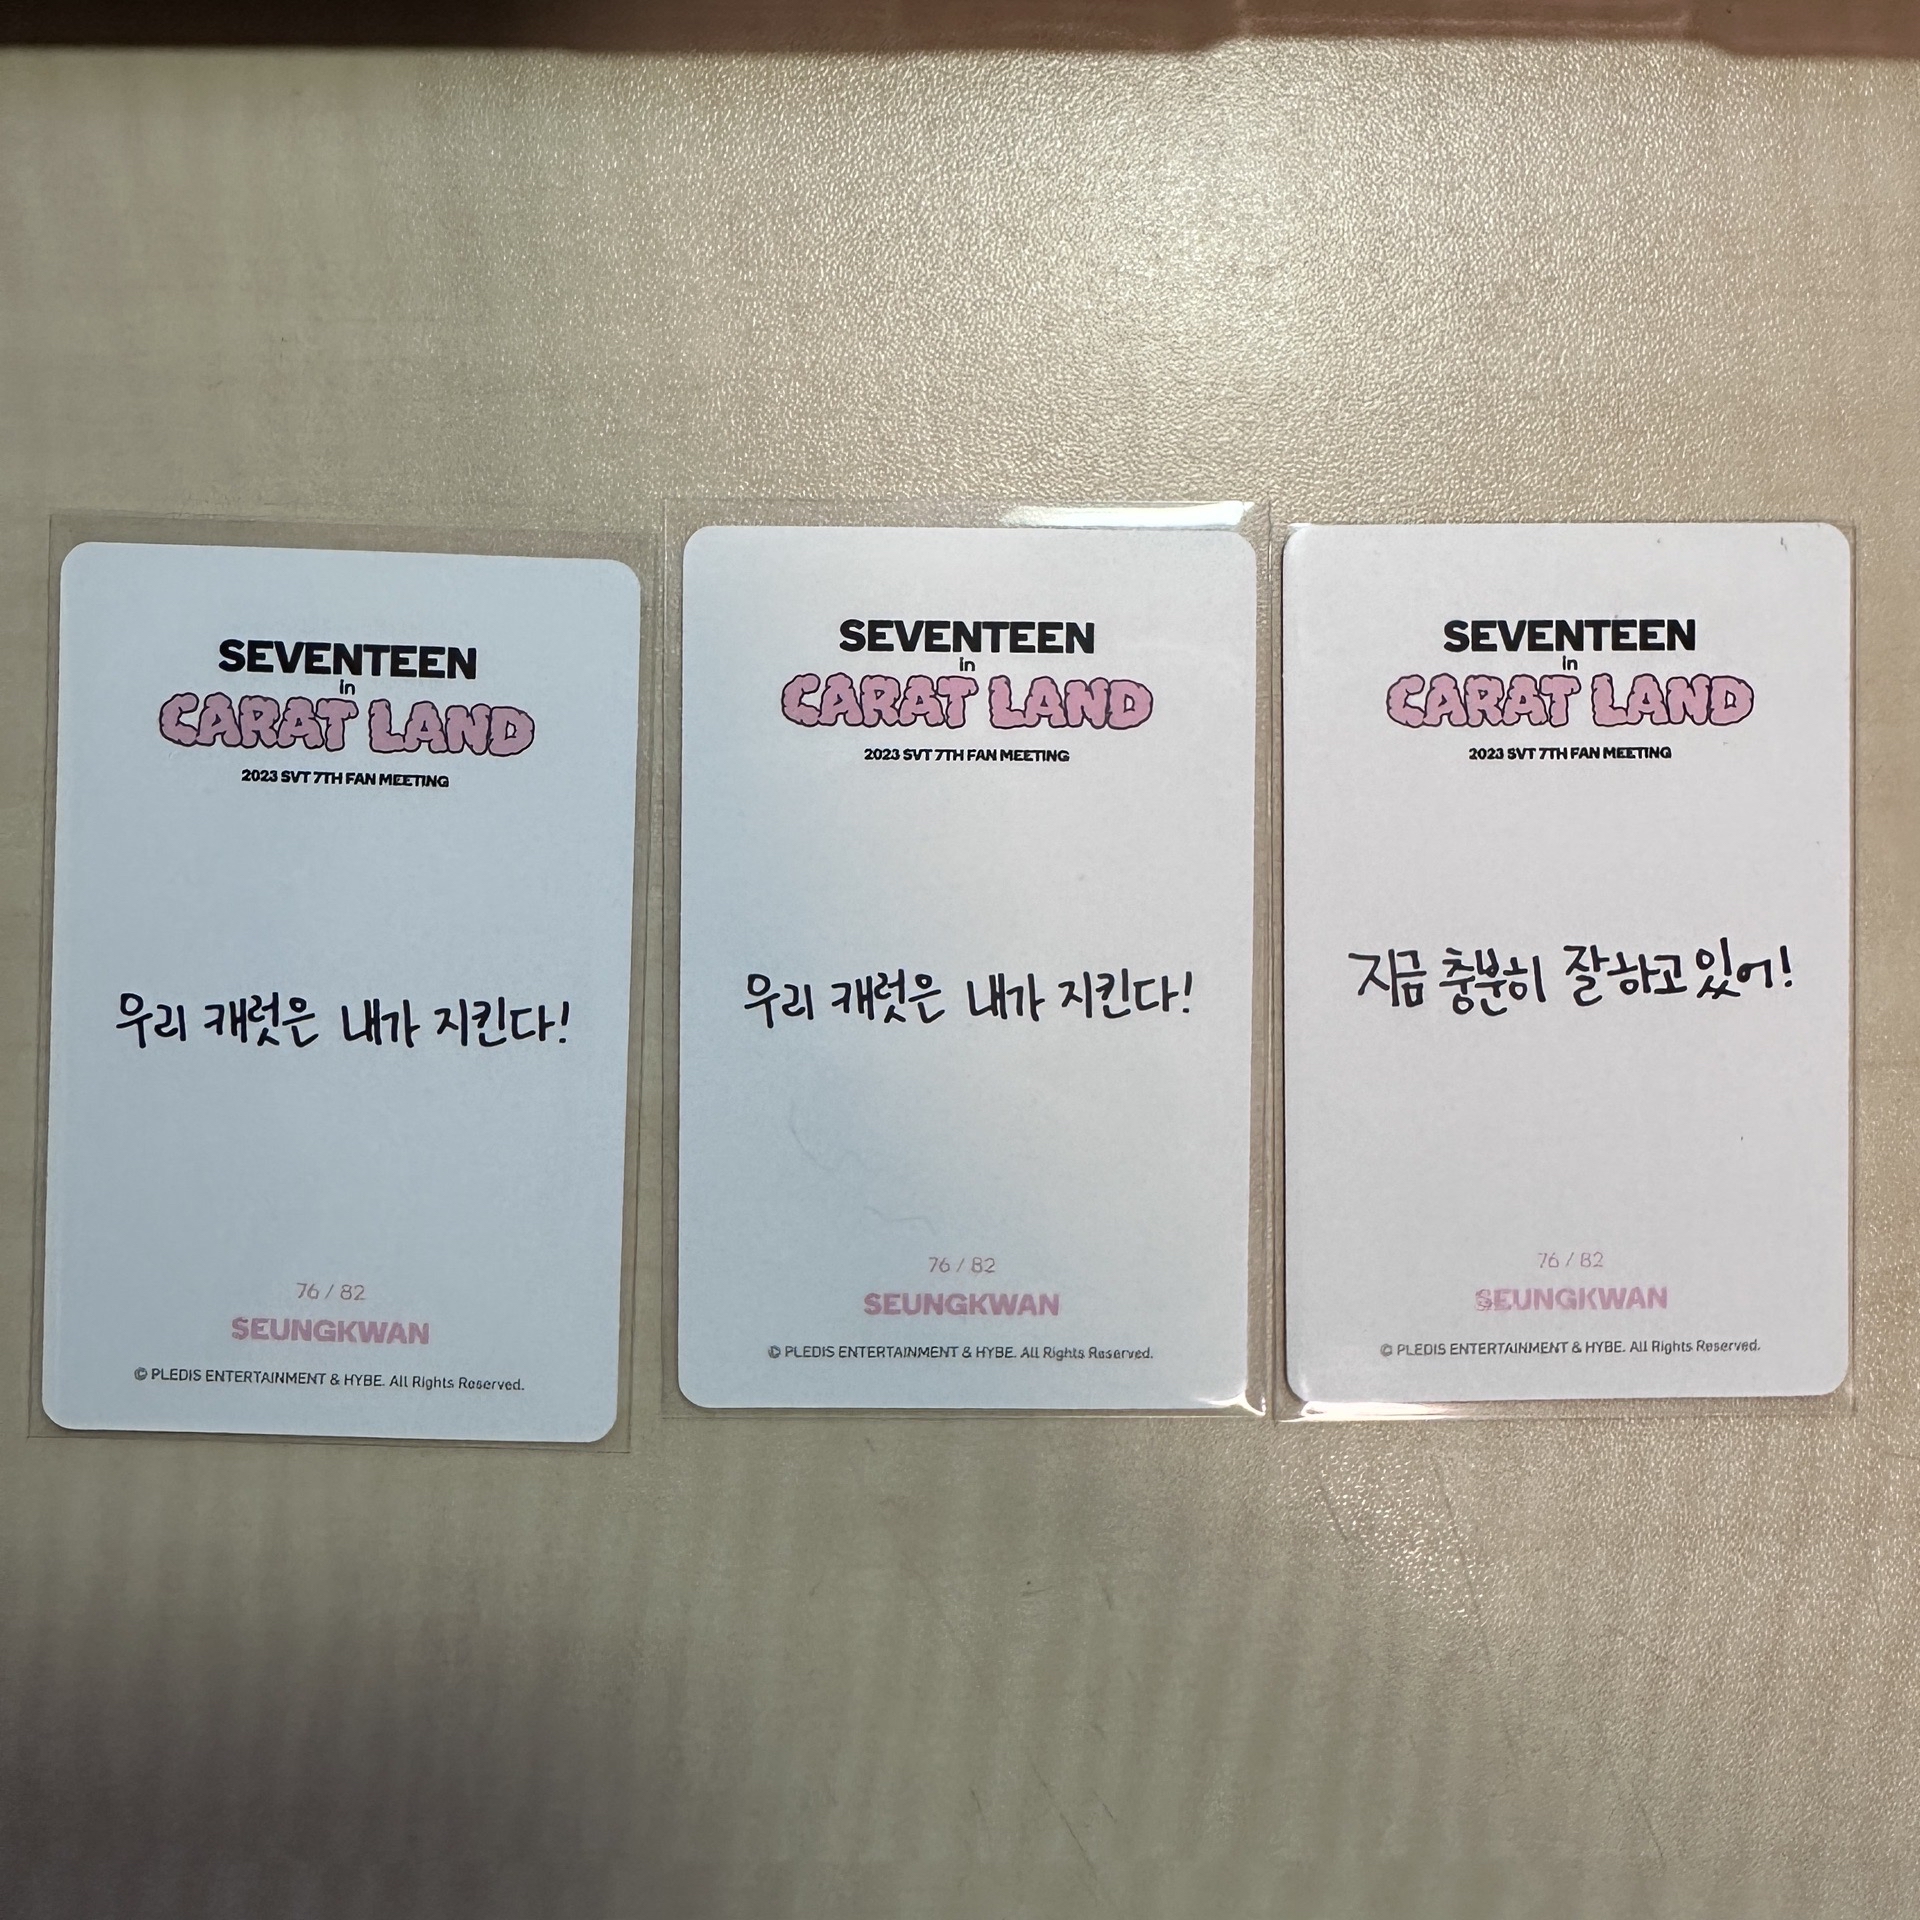 SEVENTEEN
in
CARAT LAND
2023 SVT 7TH FAN MEETING
우리 캐럿은 내가 지킨다!
76 / 82
SEUNGKWAN
© PLEDIS ENTERTAINMENT & HYBE. All Rights Reserved.
SEVENTEEN
in
CARAT LAND
2023 SVT 7TH FAN MEETING
우리 캐럿은 내가 지킨다!
76 / 82
SEUNGKWAN
© PLEDIS ENTERTAINMENT & HYBE. All Rights Reserved.
SEVENTEEN
in
CARAT LAND
2023 SVT 7TH FAN MEETING
지금 충분히 잘하고 있어!
76 / 82
SEUNGKWAN
© PLEDIS ENTERTAINMENT & HYBE. All Rights Reserved.